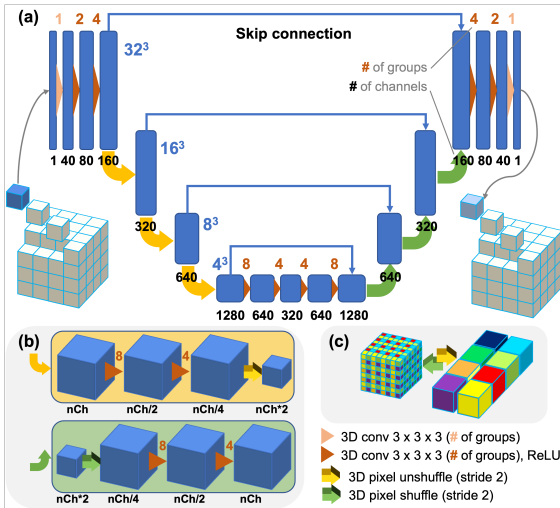 (a)
1 2 4
Skip connection
4 2 1
32³
# of groups
# of channels
1 40 80 160
160 80 40 1
16³
320
320
8³
640
640
4³
8 4 4 8
1280 640 320 640 1280
(b)
8 4
nCh nCh/2 nCh/4 nCh*2
8 4
nCh*2 nCh/4 nCh/2 nCh
(c)
3D conv 3 x 3 x 3 (# of groups)
3D conv 3 x 3 x 3 (# of groups), ReLU
3D pixel unshuffle (stride 2)
3D pixel shuffle (stride 2)